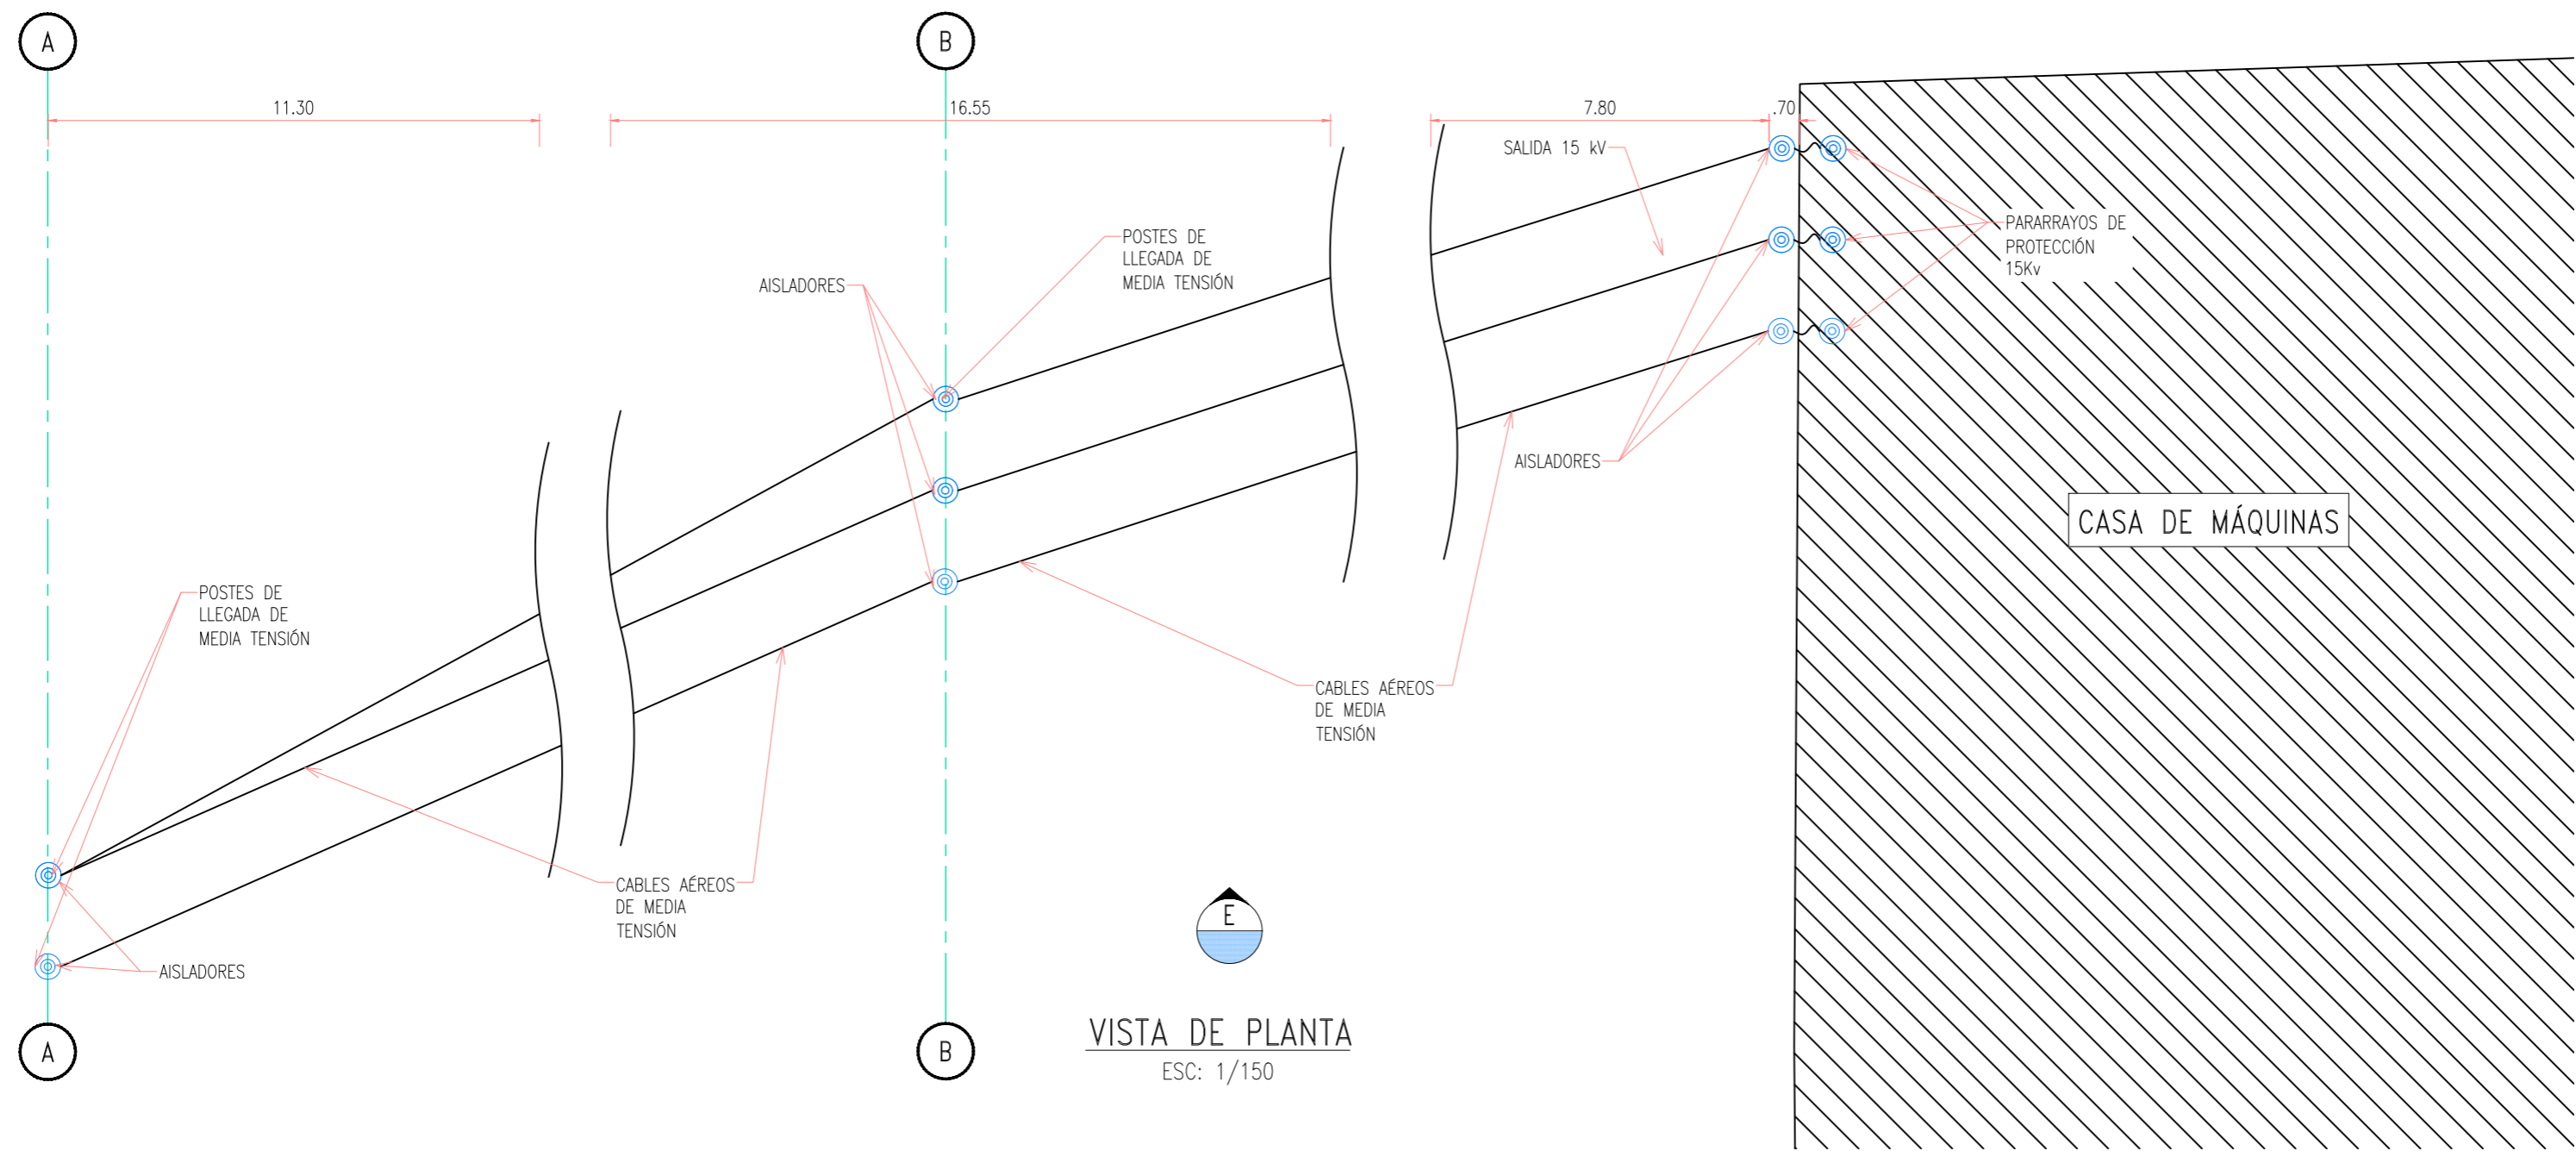 A
B
11.30
16.55
7.80
.70
SALIDA 15 kV
POSTES DE
LLEGADA DE
MEDIA TENSIÓN
PARARRAYOS DE
PROTECCIÓN
15Kv
AISLADORES
AISLADORES
CASA DE MÁQUINAS
POSTES DE
LLEGADA DE
MEDIA TENSIÓN
CABLES AÉREOS
DE MEDIA
TENSIÓN
CABLES AÉREOS
DE MEDIA
TENSIÓN
E
AISLADORES
VISTA DE PLANTA
ESC: 1/150
A
B